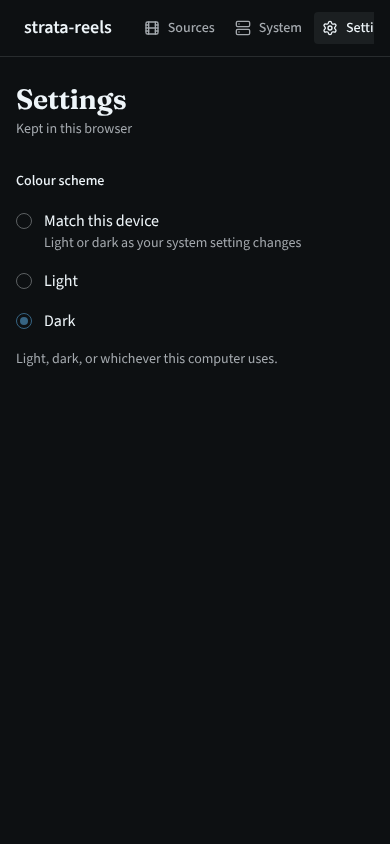 strata-reels Sources System Setti
Settings
Kept in this browser
Colour scheme
Match this device
Light or dark as your system setting changes
Light
Dark
Light, dark, or whichever this computer uses.